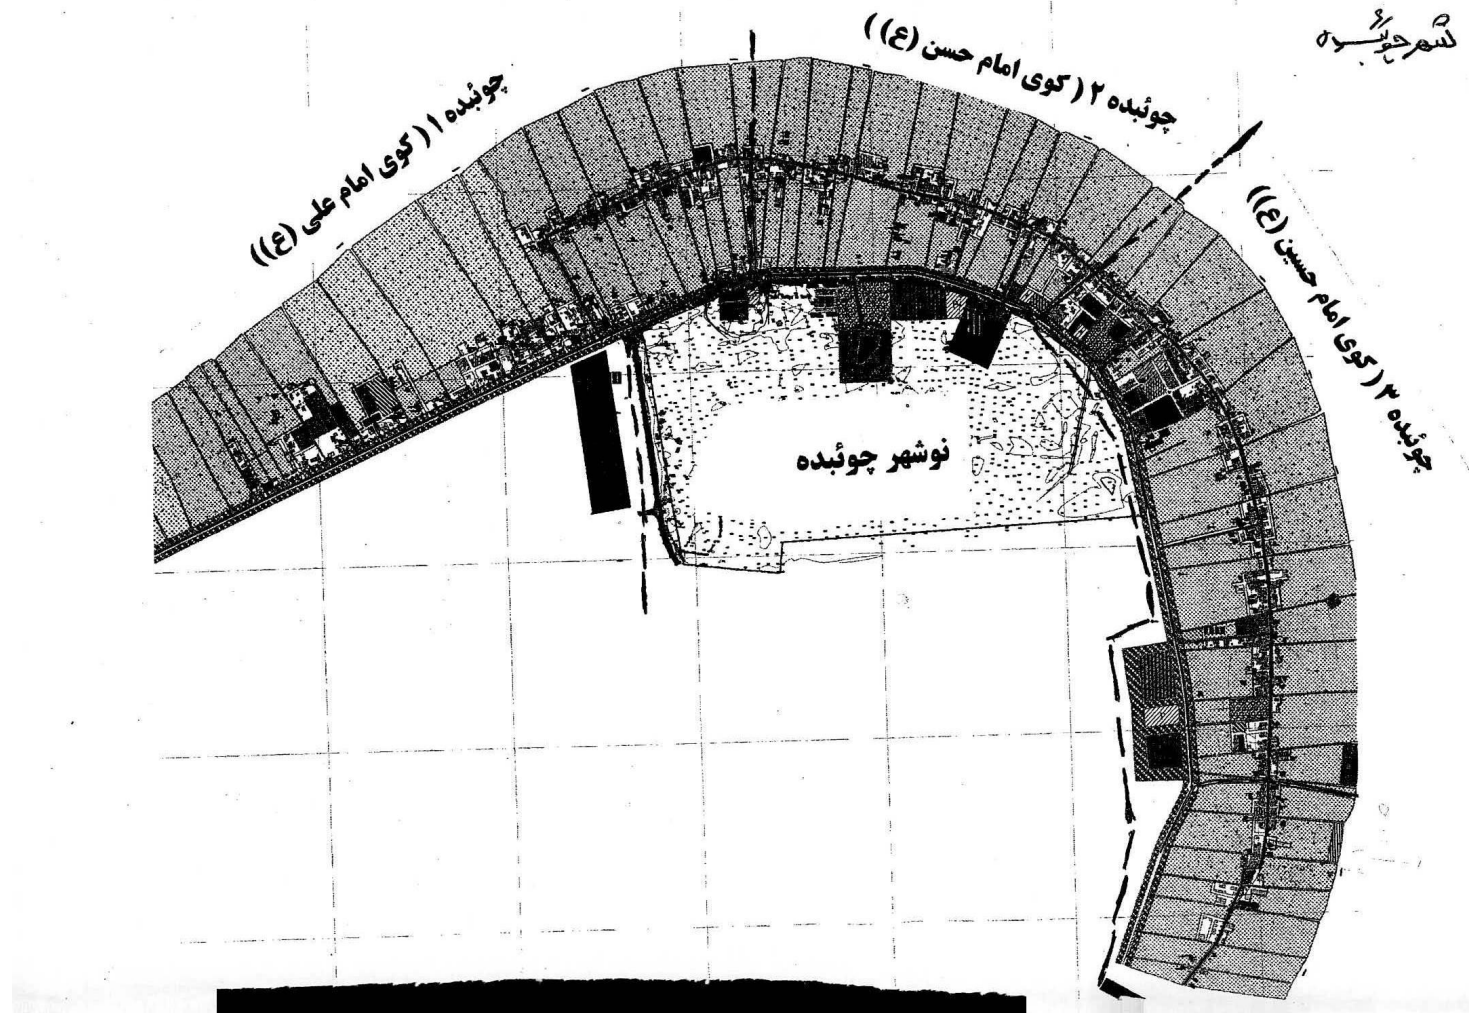 شهر چوئبده
چوئبده ۱ ( کوی امام علی (ع))
چوئبده ۲ ( کوی امام حسن (ع) )
چوئبده ۳ ( کوی امام حسین (ع))
نوشهر چوئبده